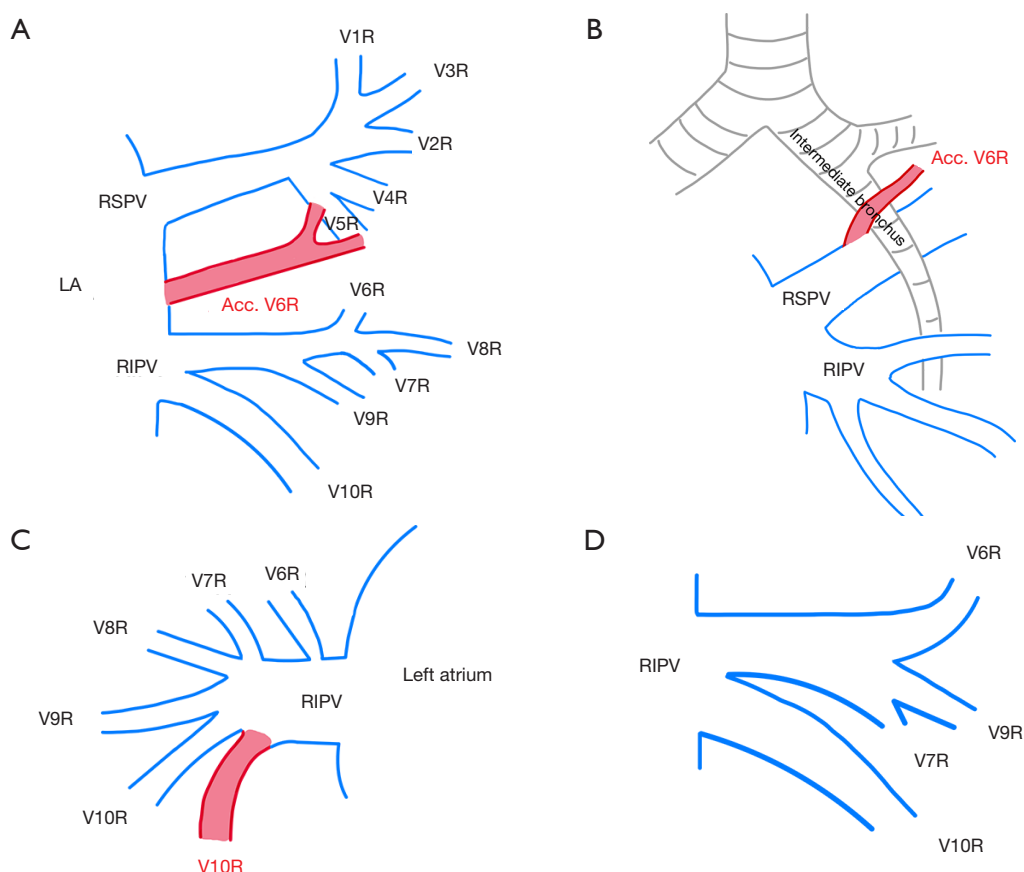 A
V1R
V3R
V2R
RSPV
V4R
V5R
LA
Acc. V6R
V6R
V8R
RIPV
V7R
V9R
V10R
B
Intermediate bronchus
Acc. V6R
RSPV
RIPV
C
V7R
V6R
V8R
Left atrium
RIPV
V9R
V10R
V10R
D
V6R
RIPV
V9R
V7R
V10R